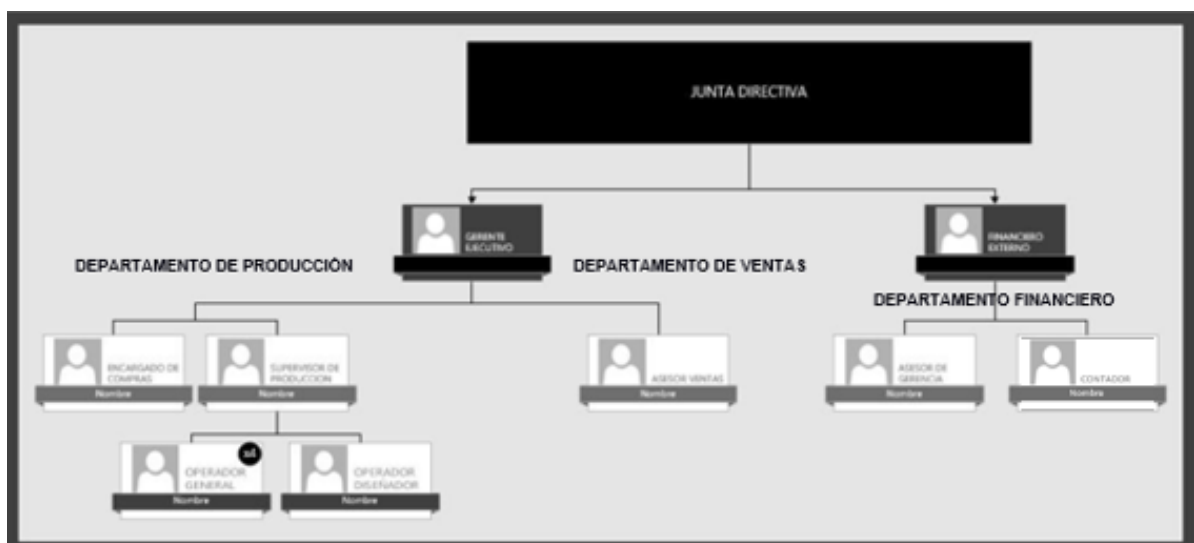 JUNTA DIRECTIVA
GERENTE
EJECUTIVO
FINANCIERO
EXTERNO
DEPARTAMENTO DE PRODUCCIÓN
DEPARTAMENTO DE VENTAS
DEPARTAMENTO FINANCIERO
ENCARGADO DE
COMPRAS
Nombre
SUPERVISOR DE
PRODUCCION
Nombre
ASESOR VENTAS
Nombre
ASESOR DE
GERENCIA
Nombre
CONTADOR
Nombre
OPERADOR
GENERAL
Nombre
OPERADOR
DISEÑADOR
Nombre